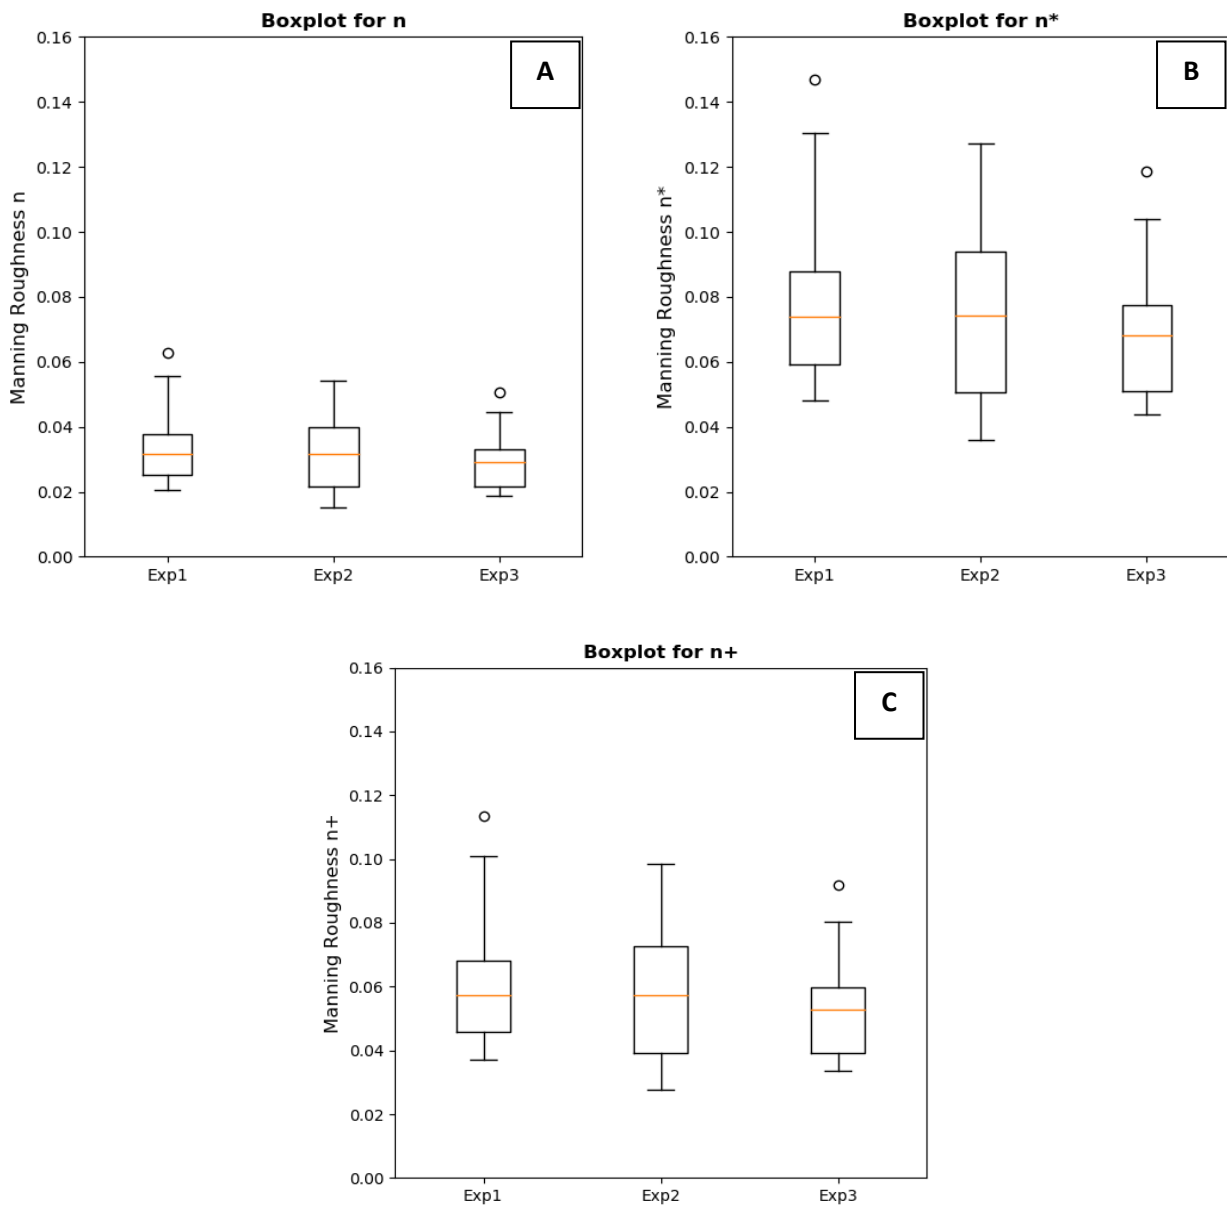 Boxplot for n
A
0.16
0.14
0.12
0.10
0.08
0.06
0.04
0.02
0.00
Manning Roughness n
Exp1 Exp2 Exp3
Boxplot for n*
B
0.16
0.14
0.12
0.10
0.08
0.06
0.04
0.02
0.00
Manning Roughness n*
Exp1 Exp2 Exp3
Boxplot for n+
C
0.16
0.14
0.12
0.10
0.08
0.06
0.04
0.02
0.00
Manning Roughness n+
Exp1 Exp2 Exp3